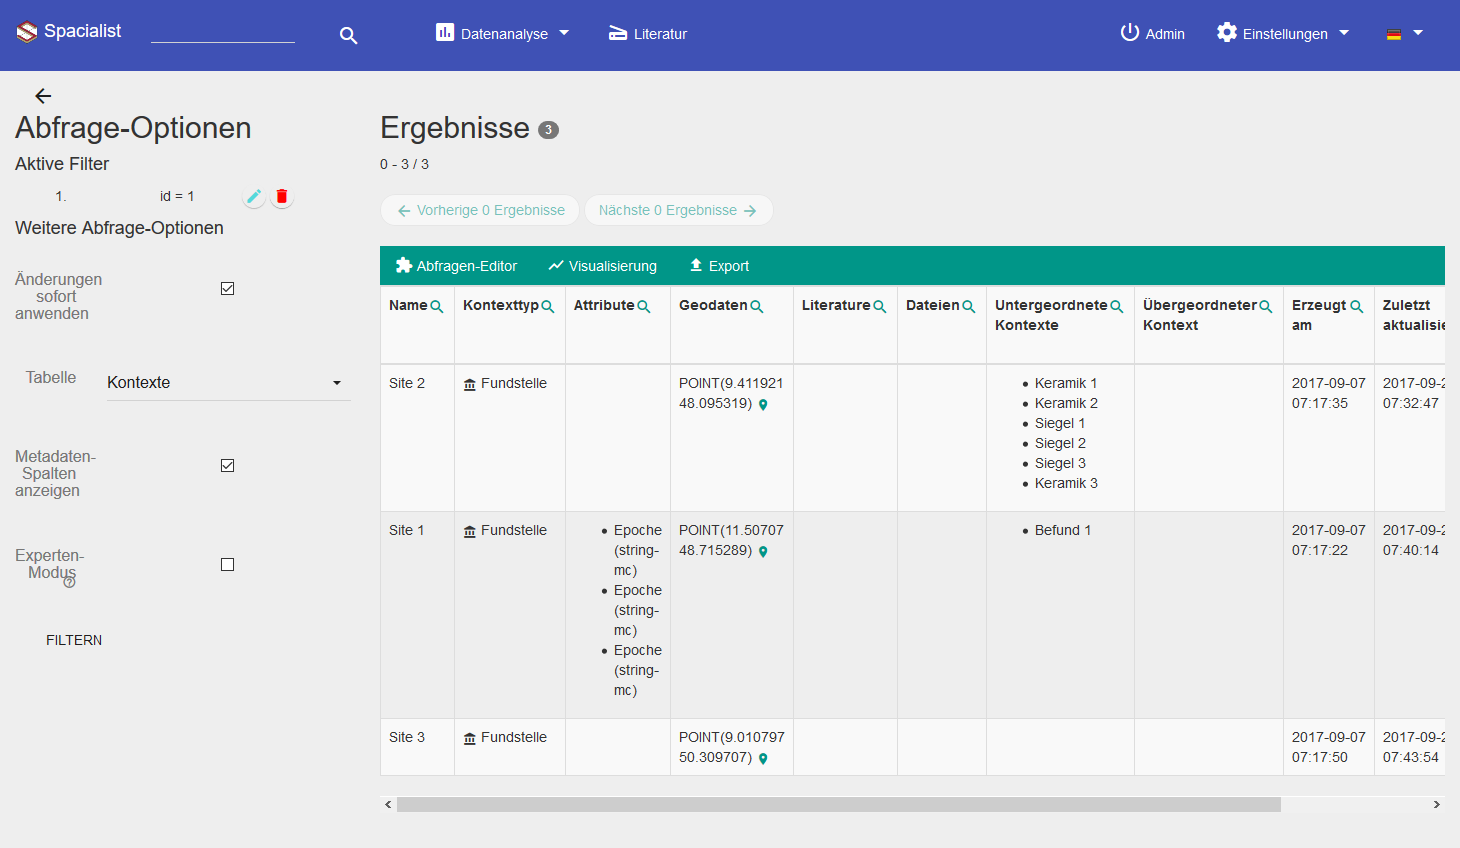 Spacialist
Datenanalyse
Literatur
Admin
Einstellungen
Abfrage-Optionen
Aktive Filter
1. id = 1
Weitere Abfrage-Optionen
Änderungen
sofort
anwenden
Tabelle
Kontexte
Metadaten-
Spalten
anzeigen
Experten-
Modus
FILTERN
Ergebnisse 3
0 - 3 / 3
Vorherige 0 Ergebnisse
Nächste 0 Ergebnisse
Abfragen-Editor
Visualisierung
Export
Name
Kontexttyp
Attribute
Geodaten
Literature
Dateien
Untergeordnete
Kontexte
Übergeordneter
Kontext
Erzeugt
am
Zuletzt
aktualisie
Site 2
Fundstelle
POINT(9.411921
48.095319)
Keramik 1
Keramik 2
Siegel 1
Siegel 2
Siegel 3
Keramik 3
2017-09-07
07:17:35
2017-09-2
07:32:47
Site 1
Fundstelle
Epoche
(string-
mc)
Epoche
(string-
mc)
Epoche
(string-
mc)
POINT(11.50707
48.715289)
Befund 1
2017-09-07
07:17:22
2017-09-2
07:40:14
Site 3
Fundstelle
POINT(9.010797
50.309707)
2017-09-07
07:17:50
2017-09-2
07:43:54